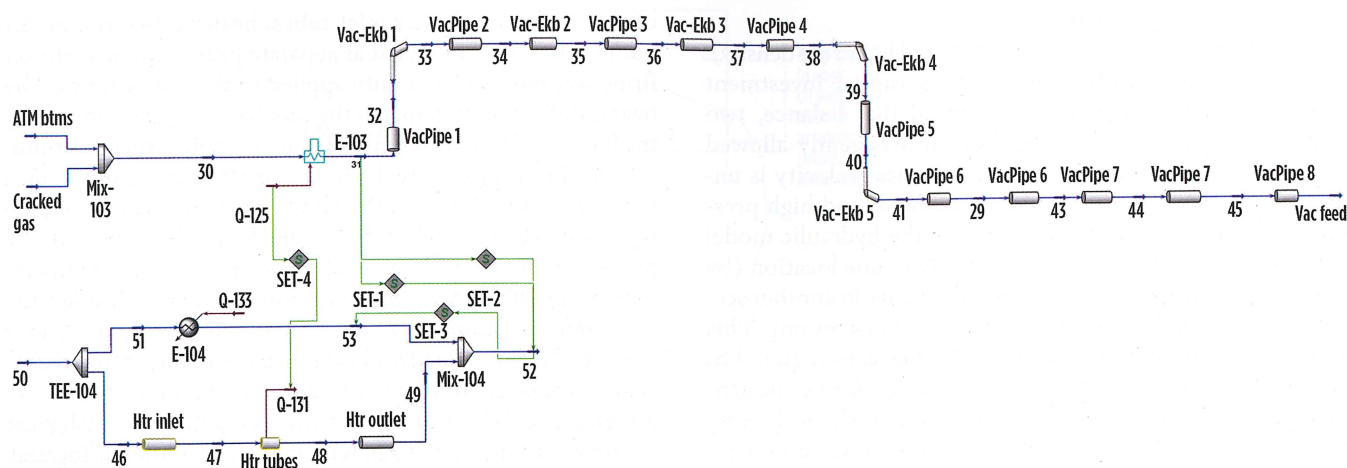 Vac-Ekb 1
VacPipe 2
Vac-Ekb 2
VacPipe 3
Vac-Ekb 3
VacPipe 4
33
34
35
36
37
38
Vac-Ekb 4
39
ATM btms
32
VacPipe 1
VacPipe 5
E-103
30
31
40
Mix-
103
Cracked
gas
VacPipe 6
VacPipe 6
VacPipe 7
VacPipe 7
VacPipe 8
Vac-Ekb 5
41
29
43
44
45
Vac feed
Q-125
S
S
S
S
SET-4
SET-1
SET-2
Q-133
51
53
SET-3
E-104
50
TEE-104
Mix-104
52
49
Q-131
Htr inlet
Htr outlet
46
47
Htr tubes
48